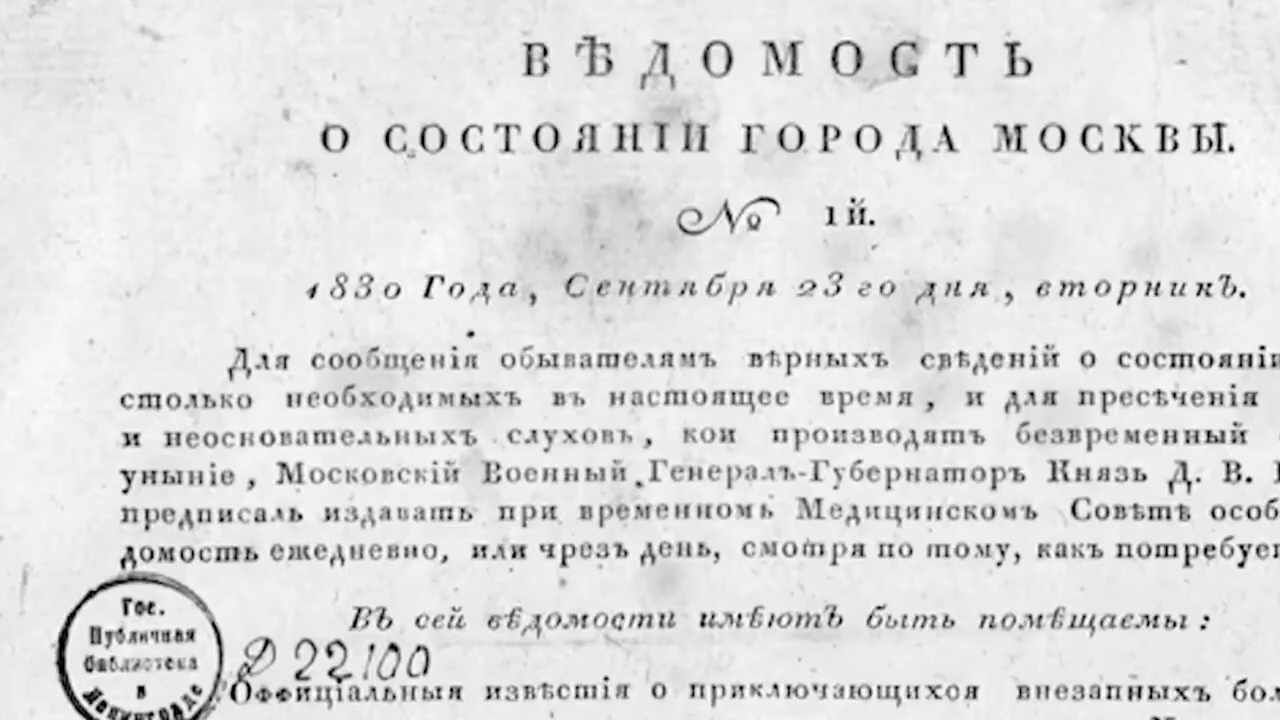 ВѢДОМОСТЬ
О СОСТОЯНІИ ГОРОДА МОСКВЫ.
№ 1й.
1830 Года, Сентября 23го дня, вторникЪ.
Для сообщенія обывателямъ вѣрныхъ свѣденій о состояні
столько необходимыхъ въ настоящее время, и для пресѣченія
и неосновательныхъ слуховъ, кои производятъ безвременный
уныніе, Московскій Военный Генералъ-Губернаторъ Князь Д. В.
предписалъ издавать при временномъ Медицинскомъ Совѣтѣ особ
домость ежедневно, или чрезъ день, смотря по тому, какъ потребуе
ВЪ сей вѣдомости имѣютЪ быть помѣщаемы:
Оффиціальныя извѣстія о приключающихся внезапныхъ бол
Гос.
Публичная
библиотека
в
Ленинграде
Д 22100